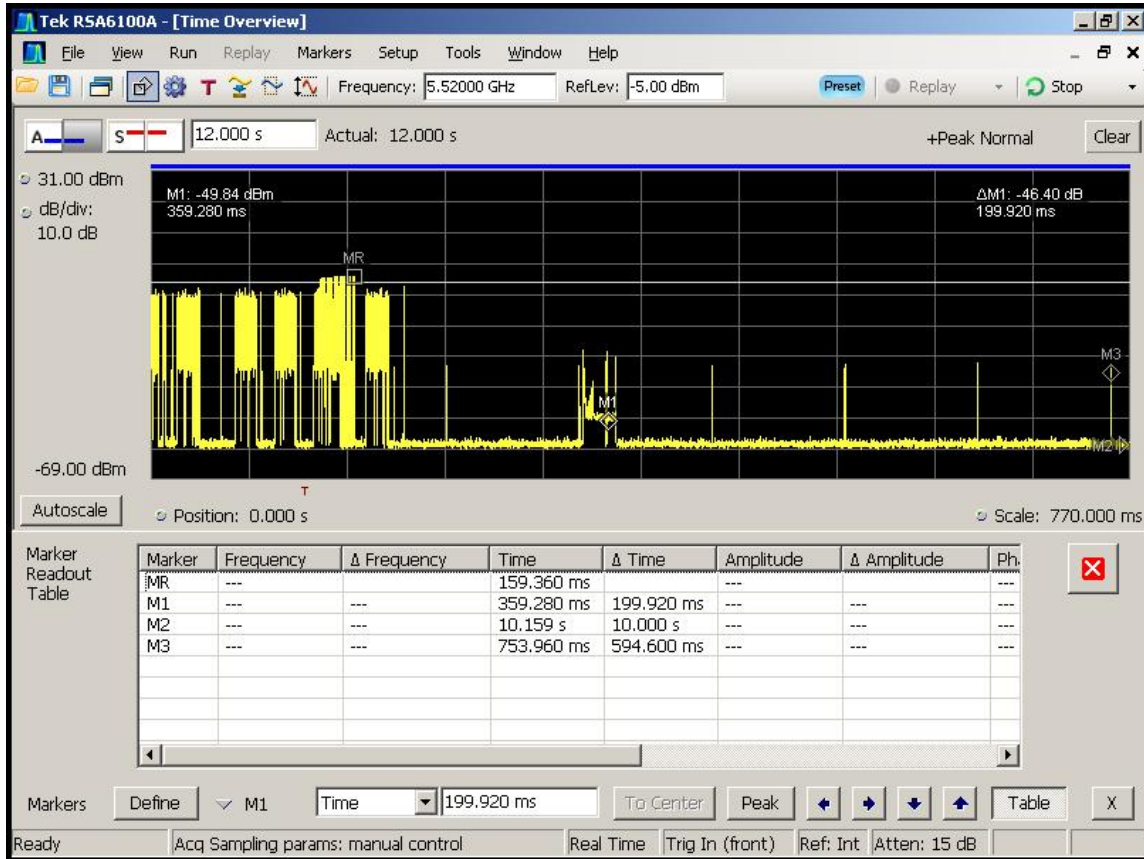 Tek RSA6100A - [Time Overview]
File View Run Replay Markers Setup Tools Window Help
T Frequency: 5.52000 GHz RefLev: -5.00 dBm Preset Replay Stop
A S 12.000 s Actual: 12.000 s +Peak Normal Clear
31.00 dBm
dB/div:
10.0 dB
M1: -49.84 dBm
359.280 ms
ΔM1: -46.40 dB
199.920 ms
MR
M3
M1
M2
-69.00 dBm
T
Autoscale Position: 0.000 s Scale: 770.000 ms
Marker
Readout
Table
Marker Frequency Δ Frequency Time Δ Time Amplitude Δ Amplitude Ph
MR --- 159.360 ms --- ---
M1 --- --- 359.280 ms 199.920 ms --- --- ---
M2 --- --- 10.159 s 10.000 s --- --- ---
M3 --- --- 753.960 ms 594.600 ms --- --- ---
Markers Define M1 Time 199.920 ms To Center Peak Table X
Ready Acq Sampling params: manual control Real Time Trig In (front) Ref: Int Atten: 15 dB